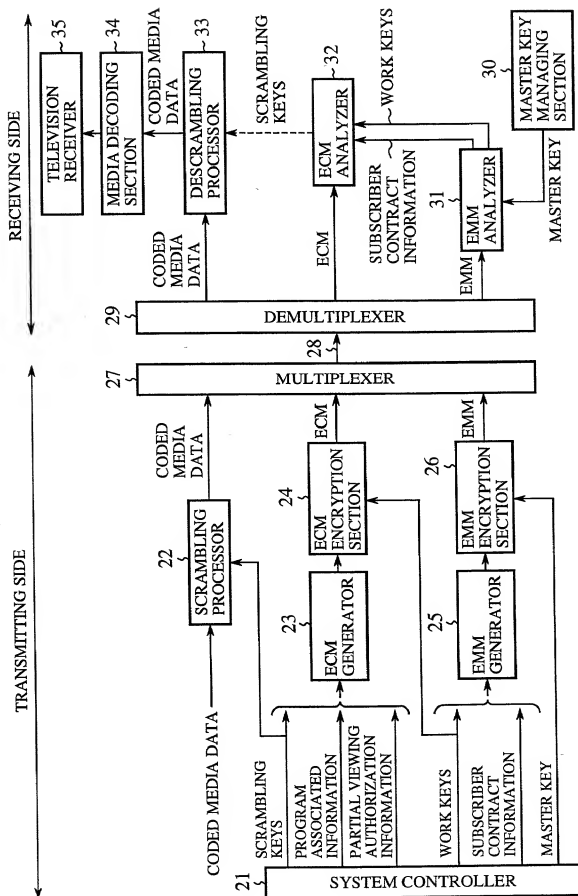 TRANSMITTING SIDE
RECEIVING SIDE
21
SYSTEM CONTROLLER
CODED MEDIA DATA
SCRAMBLING
KEYS
PROGRAM
ASSOCIATED
INFORMATION
PARTIAL VIEWING
AUTHORIZATION
INFORMATION
WORK KEYS
SUBSCRIBER
CONTRACT
INFORMATION
MASTER KEY
22
SCRAMBLING
PROCESSOR
23
ECM
GENERATOR
24
ECM
ENCRYPTION
SECTION
25
EMM
GENERATOR
26
EMM
ENCRYPTION
SECTION
CODED
MEDIA
DATA
ECM
EMM
27
MULTIPLEXER
28
29
DEMULTIPLEXER
CODED
MEDIA
DATA
ECM
EMM
35
TELEVISION
RECEIVER
34
MEDIA DECODING
SECTION
CODED MEDIA
DATA
33
DESCRAMBLING
PROCESSOR
SCRAMBLING
KEYS
32
ECM
ANALYZER
SUBSCRIBER
CONTRACT
INFORMATION
WORK KEYS
31
EMM
ANALYZER
MASTER KEY
30
MASTER KEY
MANAGING
SECTION